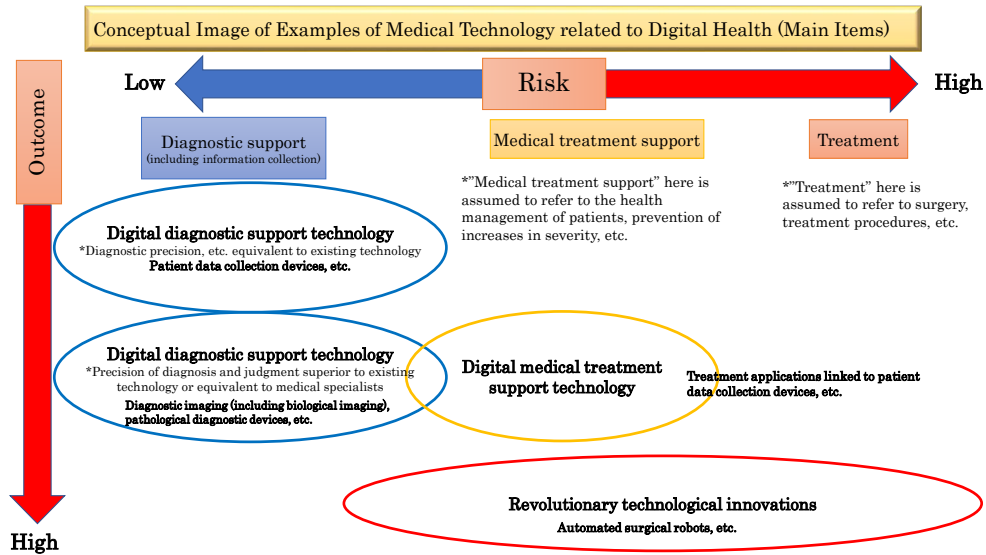 Conceptual Image of Examples of Medical Technology related to Digital Health (Main Items)
Low
Risk
High
Outcome
Diagnostic support
(including information collection)
Medical treatment support
Treatment
*"Medical treatment support" here is
assumed to refer to the health
management of patients, prevention of
increases in severity, etc.
*"Treatment" here is
assumed to refer to surgery,
treatment procedures, etc.
Digital diagnostic support technology
*Diagnostic precision, etc. equivalent to existing technology
Patient data collection devices, etc.
Digital diagnostic support technology
*Precision of diagnosis and judgment superior to existing
technology or equivalent to medical specialists
Diagnostic imaging (including biological imaging),
pathological diagnostic devices, etc.
Digital medical treatment
support technology
Treatment applications linked to patient
data collection devices, etc.
Revolutionary technological innovations
Automated surgical robots, etc.
High